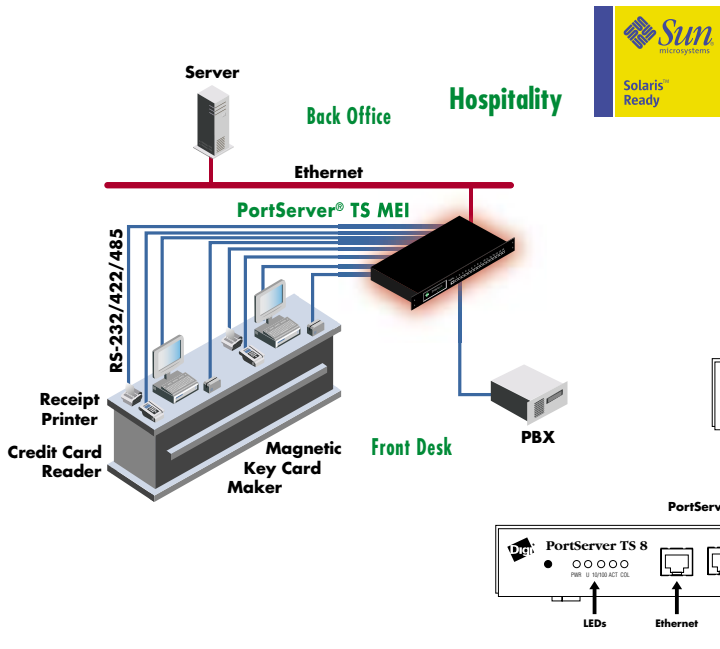 Sun
microsystems
Solaris™
Ready
Hospitality
Server
Back Office
Ethernet
PortServer® TS MEI
RS-232/422/485
Receipt
Printer
Credit Card
Reader
Magnetic
Key Card
Maker
Front Desk
PBX
PortServ
Digi
PortServer TS 8
PWR U 10/100 ACT COL
LEDs
Ethernet